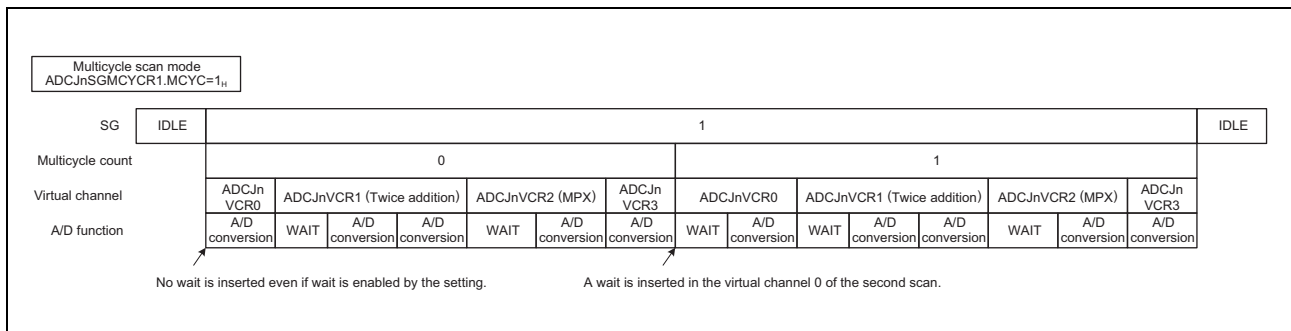 Multicycle scan mode
ADCJnSGMCYCR1.MCYC=1H
SG IDLE 1 IDLE
Multicycle count 0 1
Virtual channel ADCJn VCR0 ADCJnVCR1 (Twice addition) ADCJnVCR2 (MPX) ADCJn VCR3 ADCJnVCR0 ADCJnVCR1 (Twice addition) ADCJnVCR2 (MPX) ADCJn VCR3
A/D function A/D conversion WAIT A/D conversion A/D conversion WAIT A/D conversion A/D conversion WAIT A/D conversion WAIT A/D conversion A/D conversion WAIT A/D conversion A/D conversion
No wait is inserted even if wait is enabled by the setting. A wait is inserted in the virtual channel 0 of the second scan.